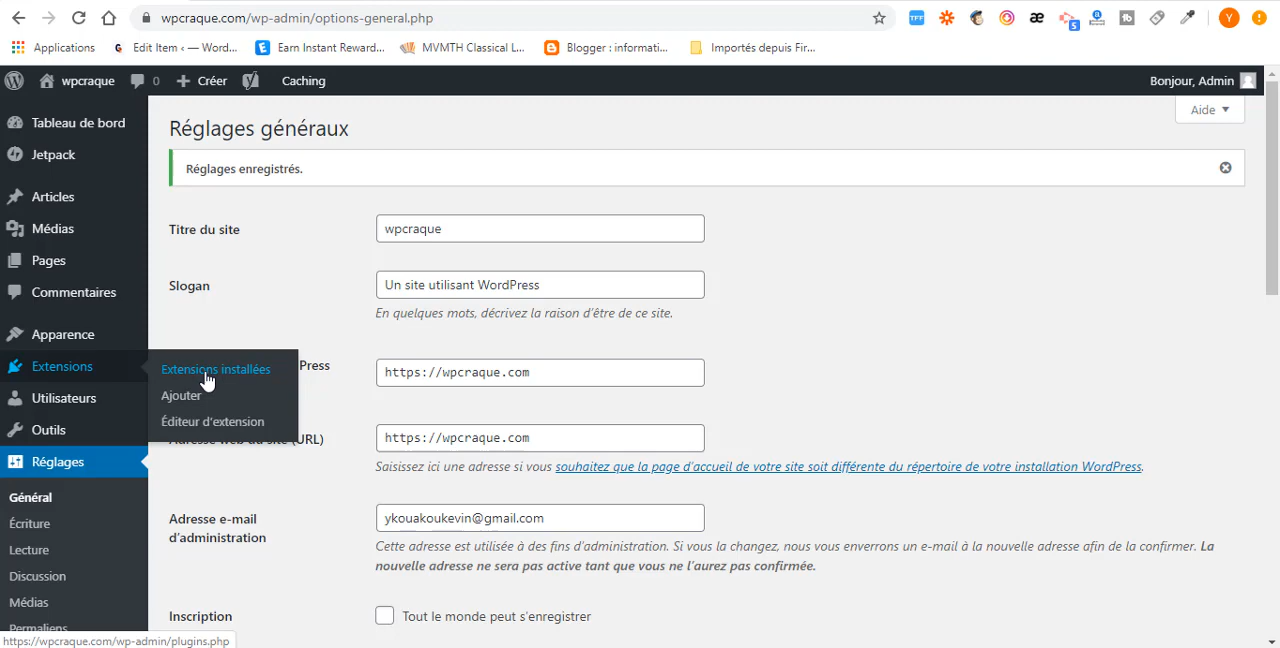 wpcraque.com/wp-admin/options-general.php
Applications
Edit Item ‹ — Word...
Earn Instant Reward...
MVMTH Classical L...
Blogger : informati...
Importés depuis Fir...
wpcraque
0
Créer
Caching
Bonjour, Admin
Tableau de bord
Jetpack
Articles
Médias
Pages
Commentaires
Apparence
Extensions
Extensions installées
Ajouter
Éditeur d'extension
Utilisateurs
Outils
Réglages
Général
Écriture
Lecture
Discussion
Médias
Permaliens
https://wpcraque.com/wp-admin/plugins.php
Aide
Réglages généraux
Réglages enregistrés.
Titre du site
wpcraque
Slogan
Un site utilisant WordPress
En quelques mots, décrivez la raison d'être de ce site.
Press
https://wpcraque.com
Adresse web du site (URL)
https://wpcraque.com
Saisissez ici une adresse si vous souhaitez que la page d'accueil de votre site soit différente du répertoire de votre installation WordPress.
Adresse e-mail
d'administration
ykouakoukevin@gmail.com
Cette adresse est utilisée à des fins d'administration. Si vous la changez, nous vous enverrons un e-mail à la nouvelle adresse afin de la confirmer. La
nouvelle adresse ne sera pas active tant que vous ne l'aurez pas confirmée.
Inscription
Tout le monde peut s'enregistrer